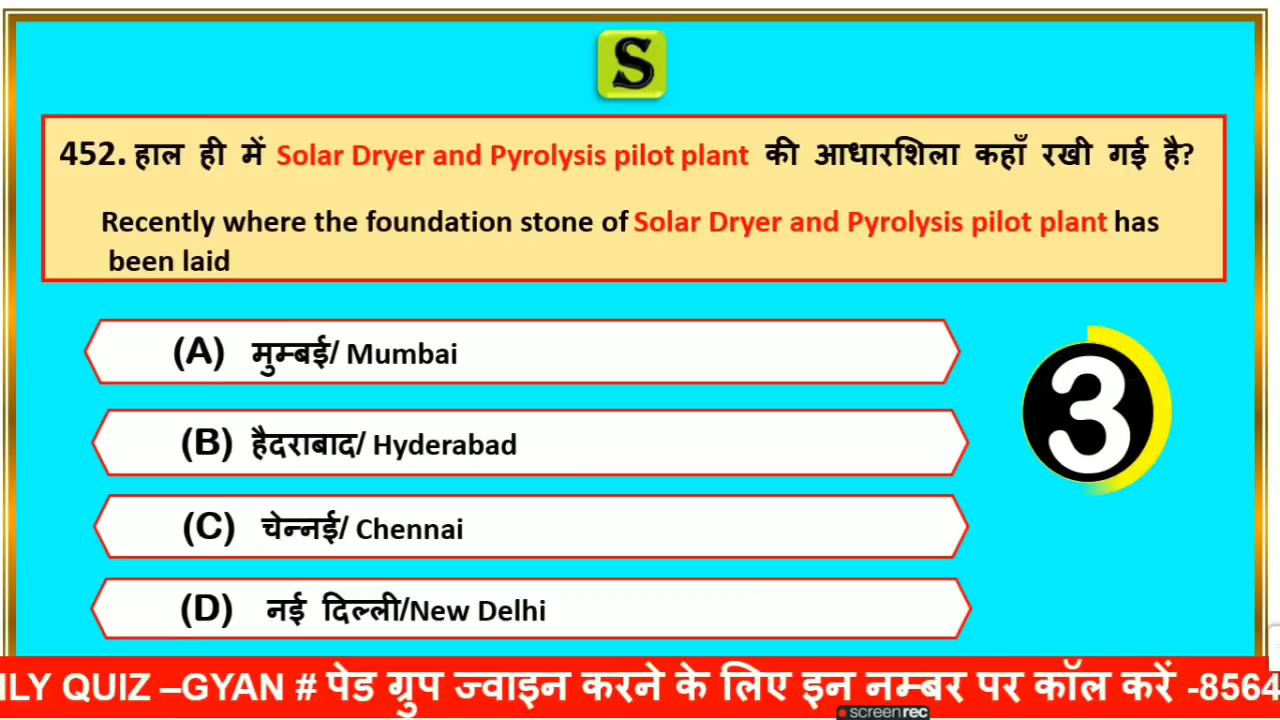 S
452. हाल ही में Solar Dryer and Pyrolysis pilot plant की आधारशिला कहाँ रखी गई है?
Recently where the foundation stone of Solar Dryer and Pyrolysis pilot plant has
been laid
(A) मुम्बई/ Mumbai
(B) हैदराबाद/ Hyderabad
3
(C) चेन्नई/ Chennai
(D) नई दिल्ली/New Delhi
ILY QUIZ –GYAN # पेड ग्रुप ज्वाइन करने के लिए इन नम्बर पर कॉल करें -8564
screenrec